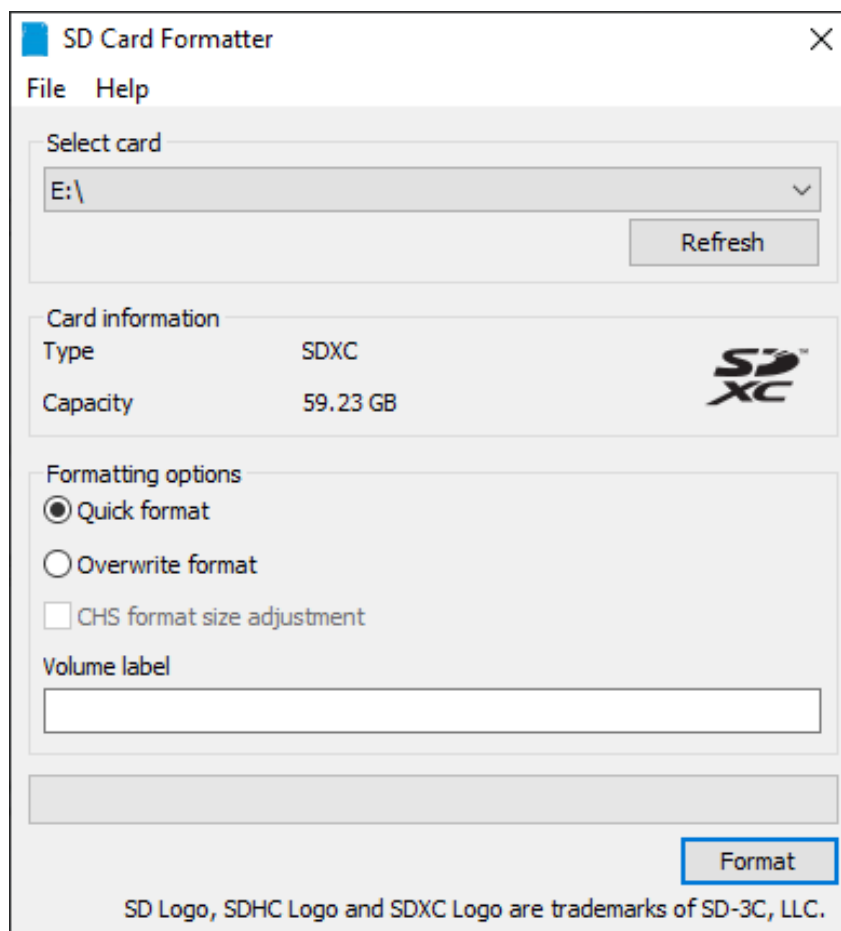 SD Card Formatter
File Help
Select card
E:\
Refresh
Card information
Type SDXC
Capacity 59.23 GB
SD XC™
Formatting options
Quick format
Overwrite format
CHS format size adjustment
Volume label
Format
SD Logo, SDHC Logo and SDXC Logo are trademarks of SD-3C, LLC.